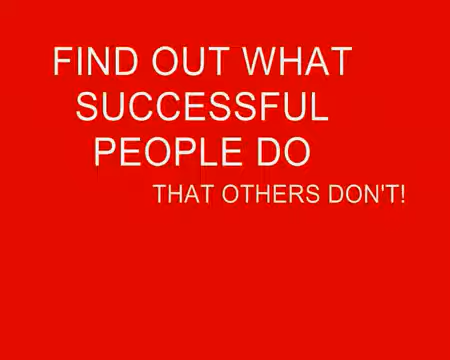 FIND OUT WHAT
SUCCESSFUL
PEOPLE DO
THAT OTHERS DON'T!